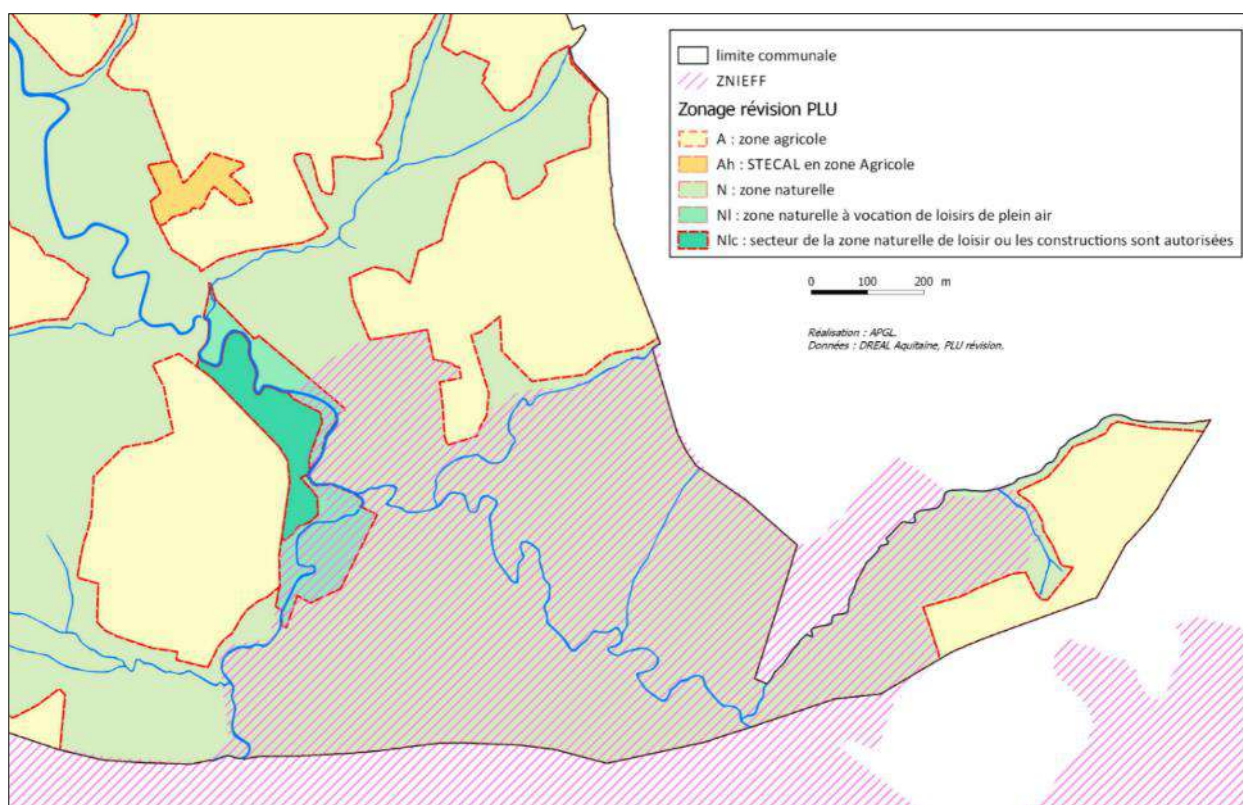 limite communale
ZNIEFF
Zonage révision PLU
A : zone agricole
Ah : STECAL en zone Agricole
N : zone naturelle
Nl : zone naturelle à vocation de loisirs de plein air
Nlc : secteur de la zone naturelle de loisir ou les constructions sont autorisées
0 100 200 m
Réalisation : APGL.
Données : DREAL Aquitaine, PLU révision.